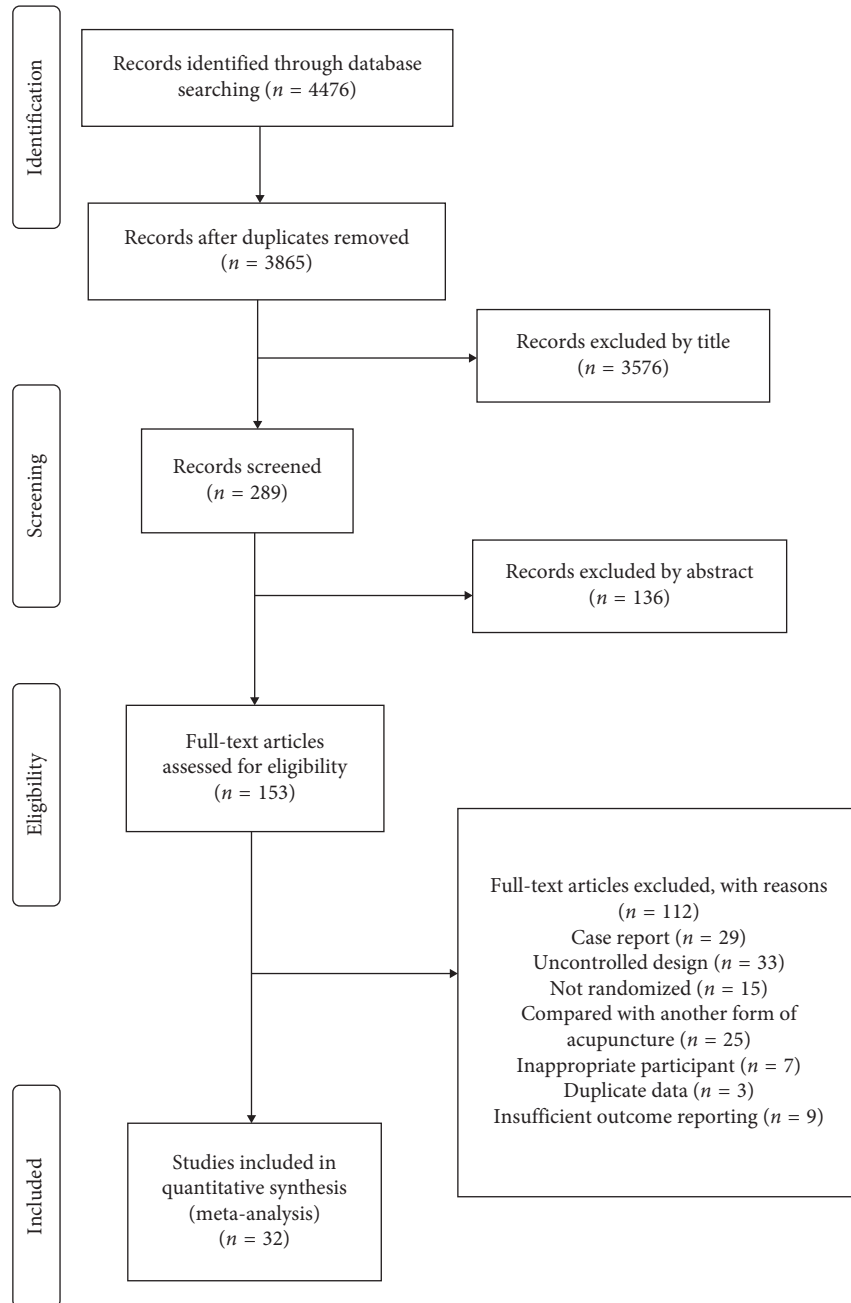 Identification
Records identified through database
searching (n = 4476)
Records after duplicates removed
(n = 3865)
Records excluded by title
(n = 3576)
Screening
Records screened
(n = 289)
Records excluded by abstract
(n = 136)
Eligibility
Full-text articles
assessed for eligibility
(n = 153)
Full-text articles excluded, with reasons
(n = 112)
Case report (n = 29)
Uncontrolled design (n = 33)
Not randomized (n = 15)
Compared with another form of
acupuncture (n = 25)
Inappropriate participant (n = 7)
Duplicate data (n = 3)
Insufficient outcome reporting (n = 9)
Included
Studies included in
quantitative synthesis
(meta-analysis)
(n = 32)